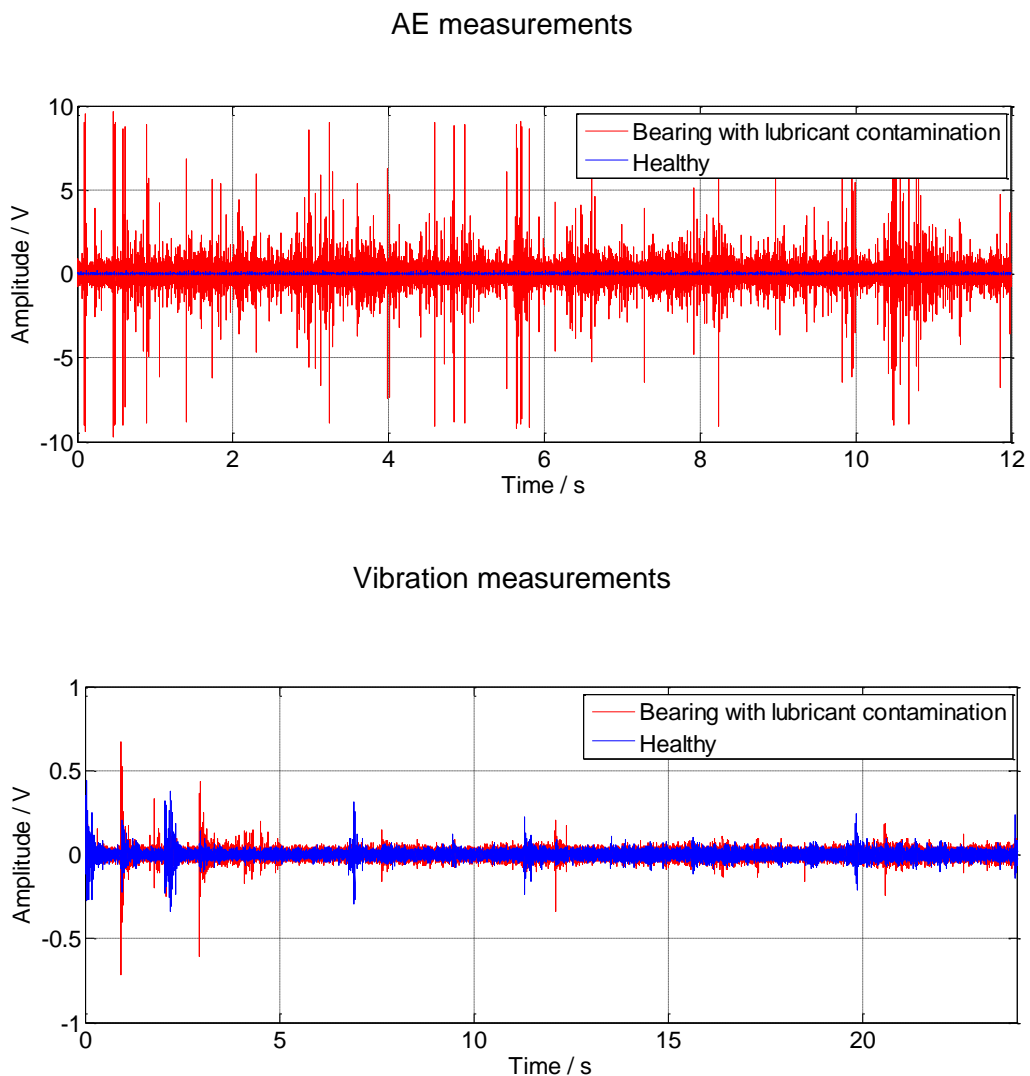 AE measurements
10
5
0
-5
-10
Amplitude / V
Bearing with lubricant contamination
Healthy
0 2 4 6 8 10 12
Time / s
Vibration measurements
1
0.5
0
-0.5
-1
Amplitude / V
Bearing with lubricant contamination
Healthy
0 5 10 15 20
Time / s